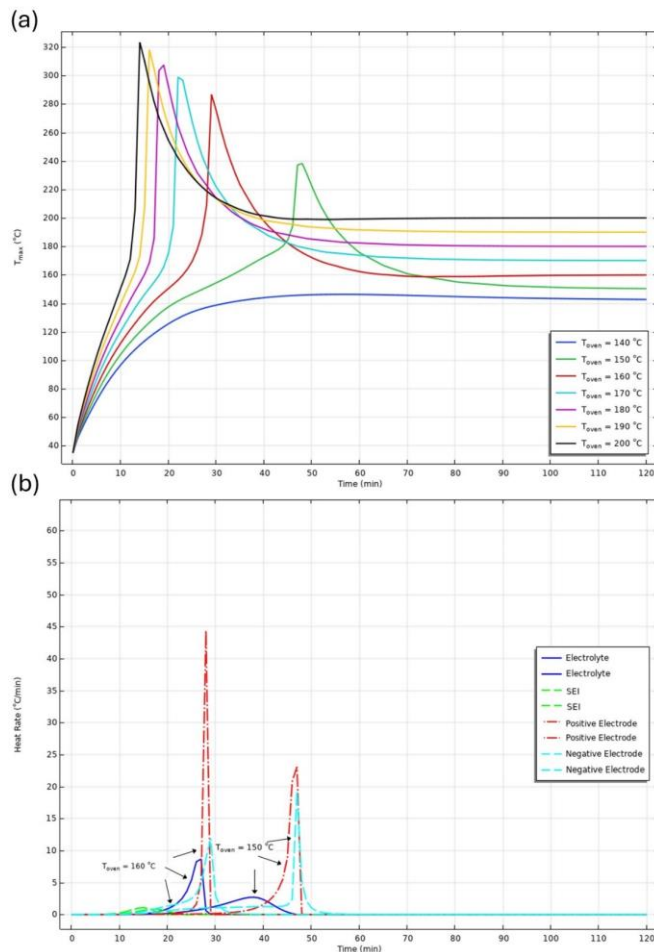 (a)
320
300
280
260
240
220
200
180
160
140
120
100
80
60
40
T_max (°C)
T_oven = 140 °C
T_oven = 150 °C
T_oven = 160 °C
T_oven = 170 °C
T_oven = 180 °C
T_oven = 190 °C
T_oven = 200 °C
0 10 20 30 40 50 60 70 80 90 100 110 120
Time (min)
(b)
60
55
50
45
40
35
30
25
20
15
10
5
0
Heat Rate (°C/min)
Electrolyte
Electrolyte
SEI
SEI
Positive Electrode
Positive Electrode
Negative Electrode
Negative Electrode
T_oven = 150 °C
T_oven = 160 °C
0 10 20 30 40 50 60 70 80 90 100 110 120
Time (min)